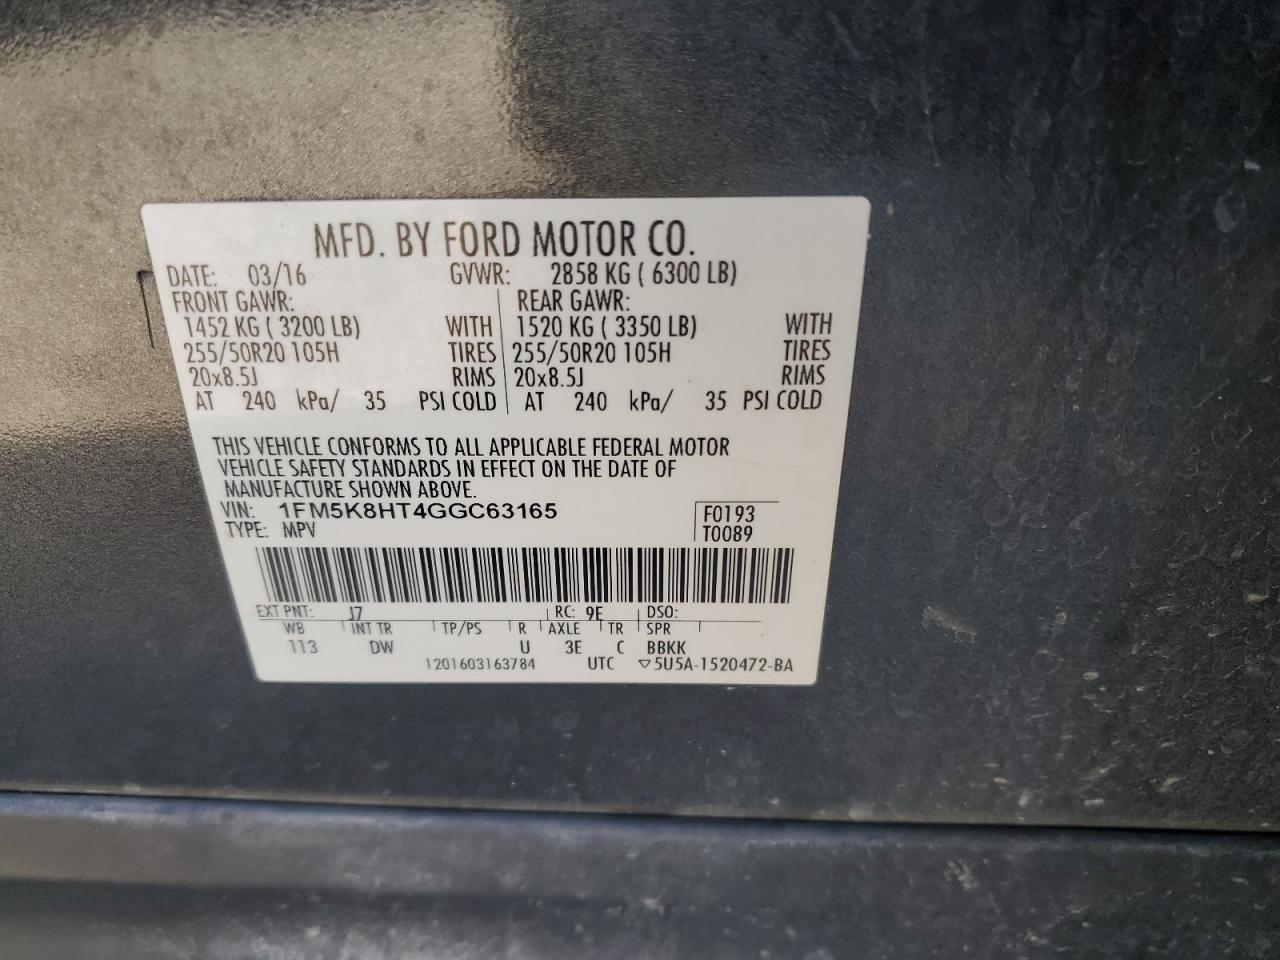 MFD. BY FORD MOTOR CO.
DATE: 03/16 GVWR: 2858 KG ( 6300 LB)
FRONT GAWR: REAR GAWR:
1452 KG ( 3200 LB) WITH 1520 KG ( 3350 LB) WITH
255/50R20 105H TIRES 255/50R20 105H TIRES
20x8.5J RIMS 20x8.5J RIMS
AT 240 kPa/ 35 PSI COLD AT 240 kPa/ 35 PSI COLD
THIS VEHICLE CONFORMS TO ALL APPLICABLE FEDERAL MOTOR
VEHICLE SAFETY STANDARDS IN EFFECT ON THE DATE OF
MANUFACTURE SHOWN ABOVE.
VIN: 1FM5K8HT4GGC63165 F0193
TYPE: MPV T0089
EXT PNT: J7 RC: 9E DSO:
WB INT TR TP/PS R AXLE TR SPR
113 DW U 3E C BBKK
1201603163784 UTC ▽5U5A-1520472-BA